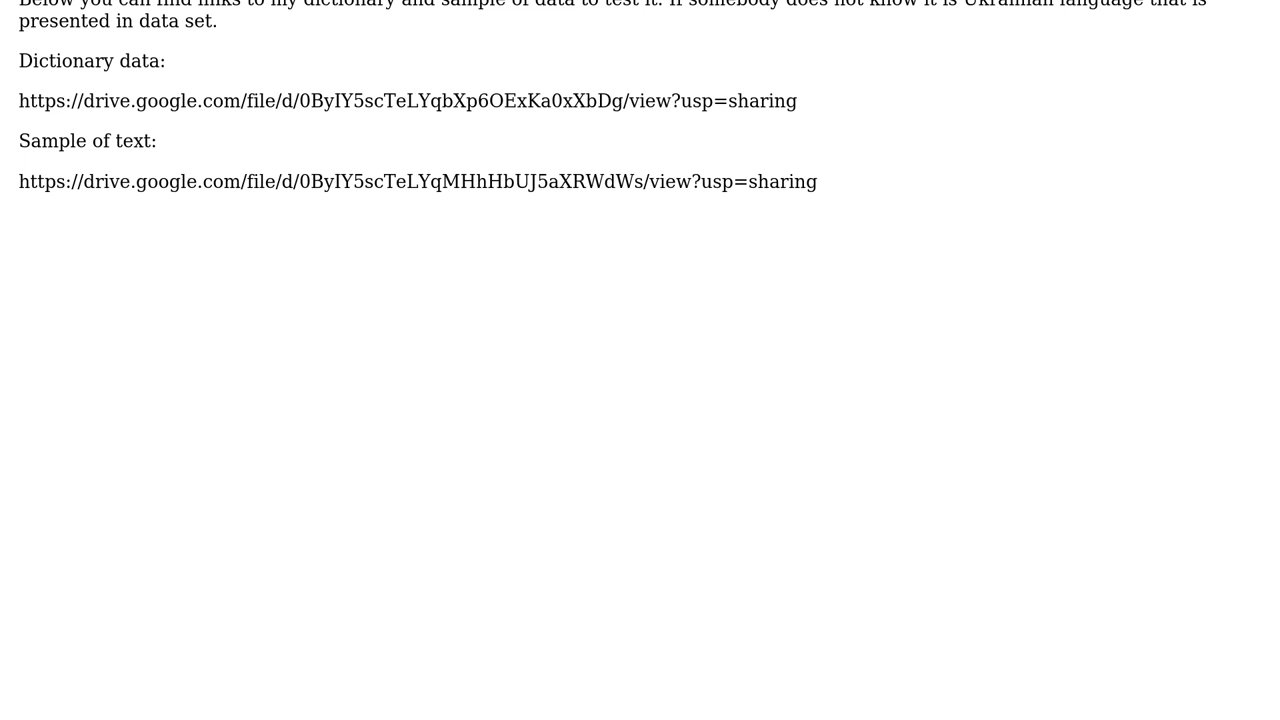 Below you can find links to my dictionary and sample of data to test it. If somebody does not know it is Ukrainian language that is
presented in data set.
Dictionary data:
https://drive.google.com/file/d/0ByIY5scTeLYqbXp6OExKa0xXbDg/view?usp=sharing
Sample of text:
https://drive.google.com/file/d/0ByIY5scTeLYqMHhHbUJ5aXRWdWs/view?usp=sharing